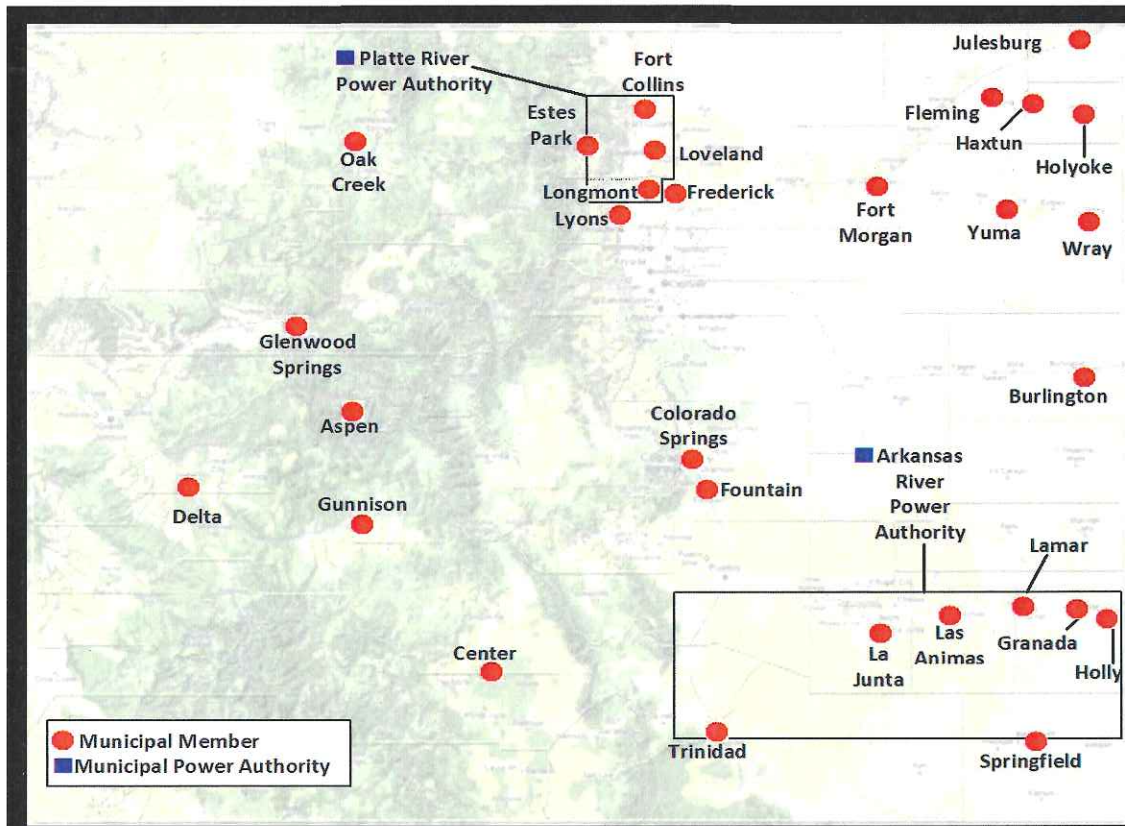 Platte River
Power Authority
Fort
Collins
Julesburg
Fleming
Haxtun
Holyoke
Estes
Park
Oak
Creek
Loveland
Longmont
Frederick
Lyons
Fort
Morgan
Yuma
Wray
Glenwood
Springs
Aspen
Burlington
Colorado
Springs
Fountain
Delta
Gunnison
Arkansas
River
Power
Authority
Lamar
Granada
Las
Animas
La
Junta
Holly
Center
Trinidad
Springfield
Municipal Member
Municipal Power Authority